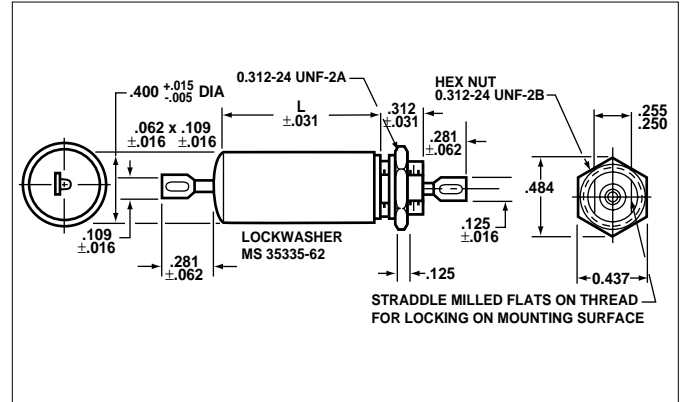 0.312-24 UNF-2A
HEX NUT
0.312-24 UNF-2B
.400 +.015 -.005 DIA
L
±.031
.312
±.031
.255
.250
.062 x .109
±.016 ±.016
.281
±.062
.484
.109
±.016
LOCKWASHER
MS 35335-62
.125
±.016
.281
±.062
.125
0.437
STRADDLE MILLED FLATS ON THREAD
FOR LOCKING ON MOUNTING SURFACE